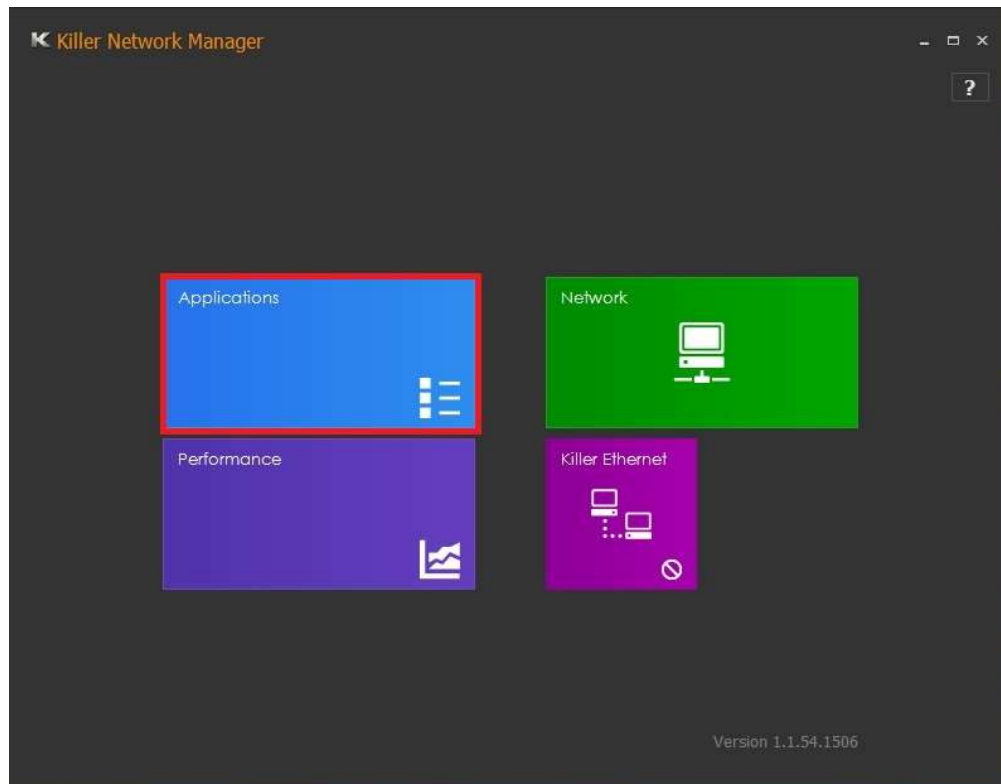 Killer Network Manager
?
Applications
Network
Performance
Killer Ethernet
Version 1.1.54.1506